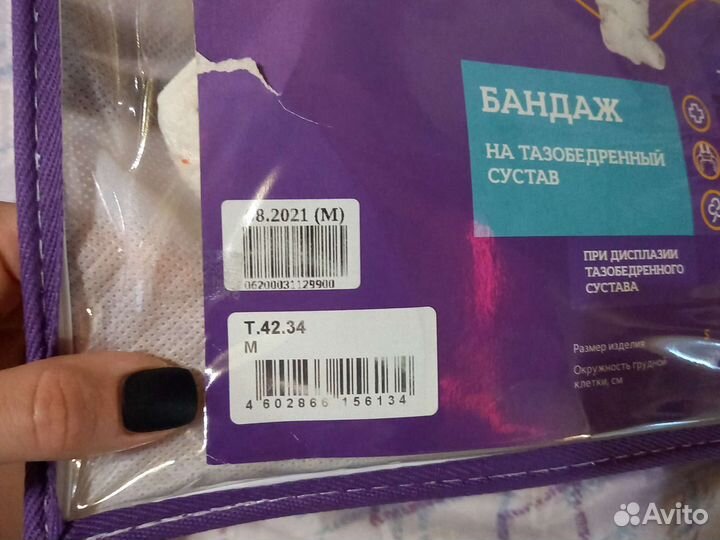 БАНДАЖ
НА ТАЗОБЕДРЕННЫЙ
СУСТАВ
ПРИ ДИСПЛАЗИИ
ТАЗОБЕДРЕННОГО
СУСТАВА
8.2021 (M)
06200031129900
Т.42.34
M
4 602866 156134
Размер изделия
S
Окружность грудной
клетки, см
Avito